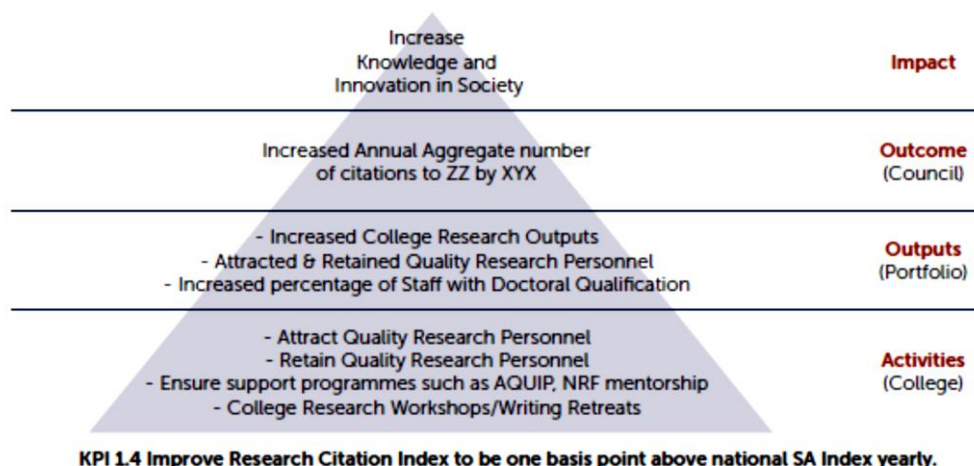 Increase
Knowledge and
Innovation in Society
Impact
Increased Annual Aggregate number
of citations to ZZ by XYX
Outcome
(Council)
- Increased College Research Outputs
- Attracted & Retained Quality Research Personnel
- Increased percentage of Staff with Doctoral Qualification
Outputs
(Portfolio)
- Attract Quality Research Personnel
- Retain Quality Research Personnel
- Ensure support programmes such as AQUIP, NRF mentorship
- College Research Workshops/Writing Retreats
Activities
(College)
KPI 1.4 Improve Research Citation Index to be one basis point above national SA Index yearly.